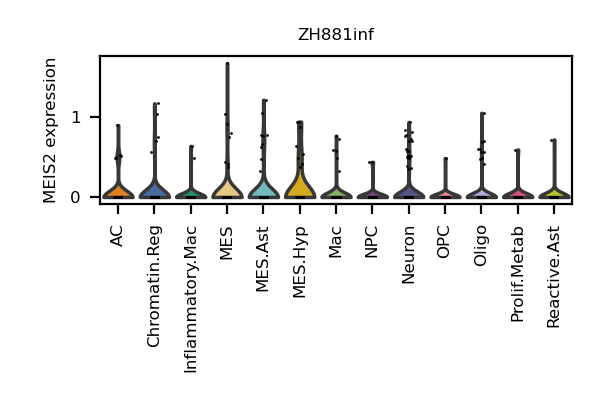 ZH881inf
MEIS2 expression
1
0
AC
Chromatin.Reg
Inflammatory.Mac
MES
MES.Ast
MES.Hyp
Mac
NPC
Neuron
OPC
Oligo
Prolif.Metab
Reactive.Ast